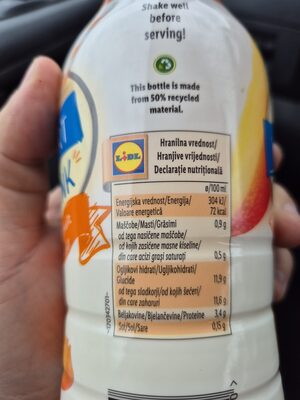 Shake well
before
serving!
This bottle is made
from 50% recycled
material.
LIDL
Hranilna vrednost/
Hranjive vrijednosti/
Declarație nutrițională
ø/100 ml
Energijska vrednost/Energija/
Valoare energetică
304 kJ/
72 kcal
Maščobe/Masti/Grăsimi
0,9 g
od tega nasičene maščobe/
od kojih zasićene masne kiseline/
din care acizi grași saturați
0,5 g
Ogljikovi hidrati/Ugljikohidrati/
Glucide
11,9 g
od tega sladkorji/od kojih šećeri/
din care zaharuri
11,6 g
Beljakovine/Bjelančevine/Proteine
3,4 g
Sol/Sol/Sare
0,15 g